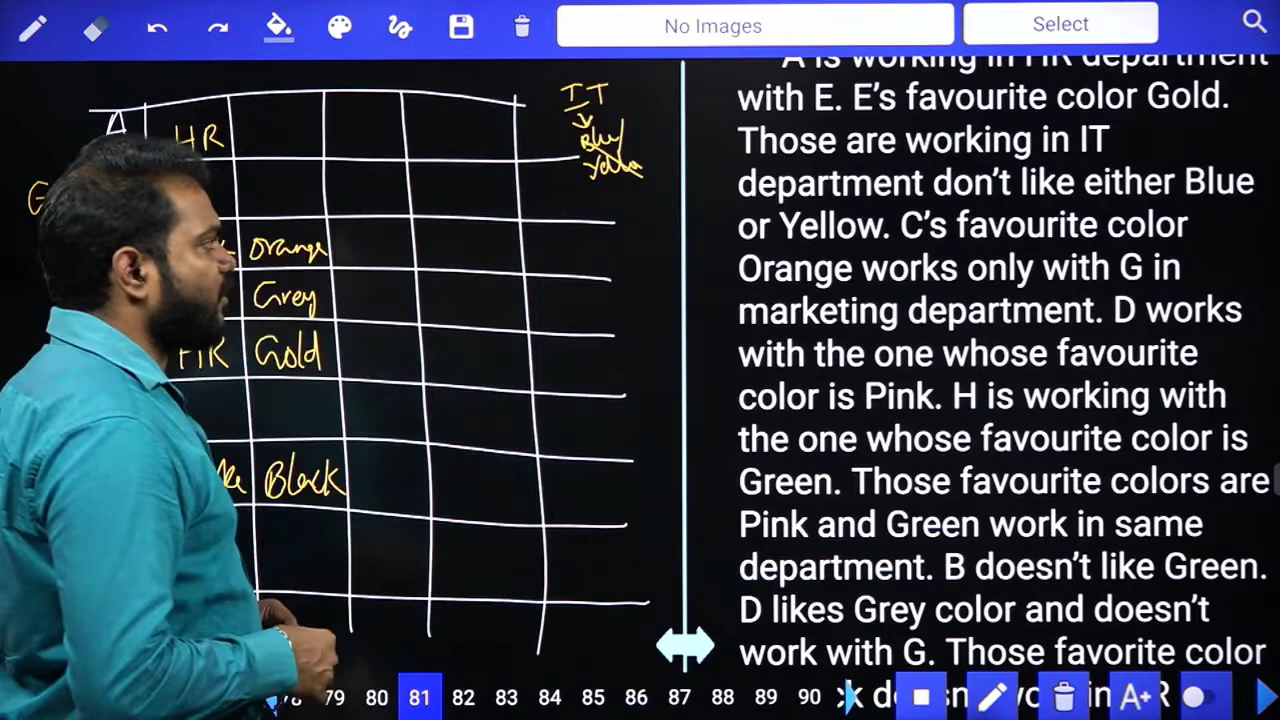 No Images
Select
A is working in HR department
with E. E's favourite color Gold.
Those are working in IT
department don't like either Blue
or Yellow. C's favourite color
Orange works only with G in
marketing department. D works
with the one whose favourite
color is Pink. H is working with
the one whose favourite color is
Green. Those favourite colors are
Pink and Green work in same
department. B doesn't like Green.
D likes Grey color and doesn't
work with G. Those favorite color
A HR
IT
Blue/
Yellow
G
Orange
Grey
HR Gold
Black
79 80 81 82 83 84 85 86 87 88 89 90
A+